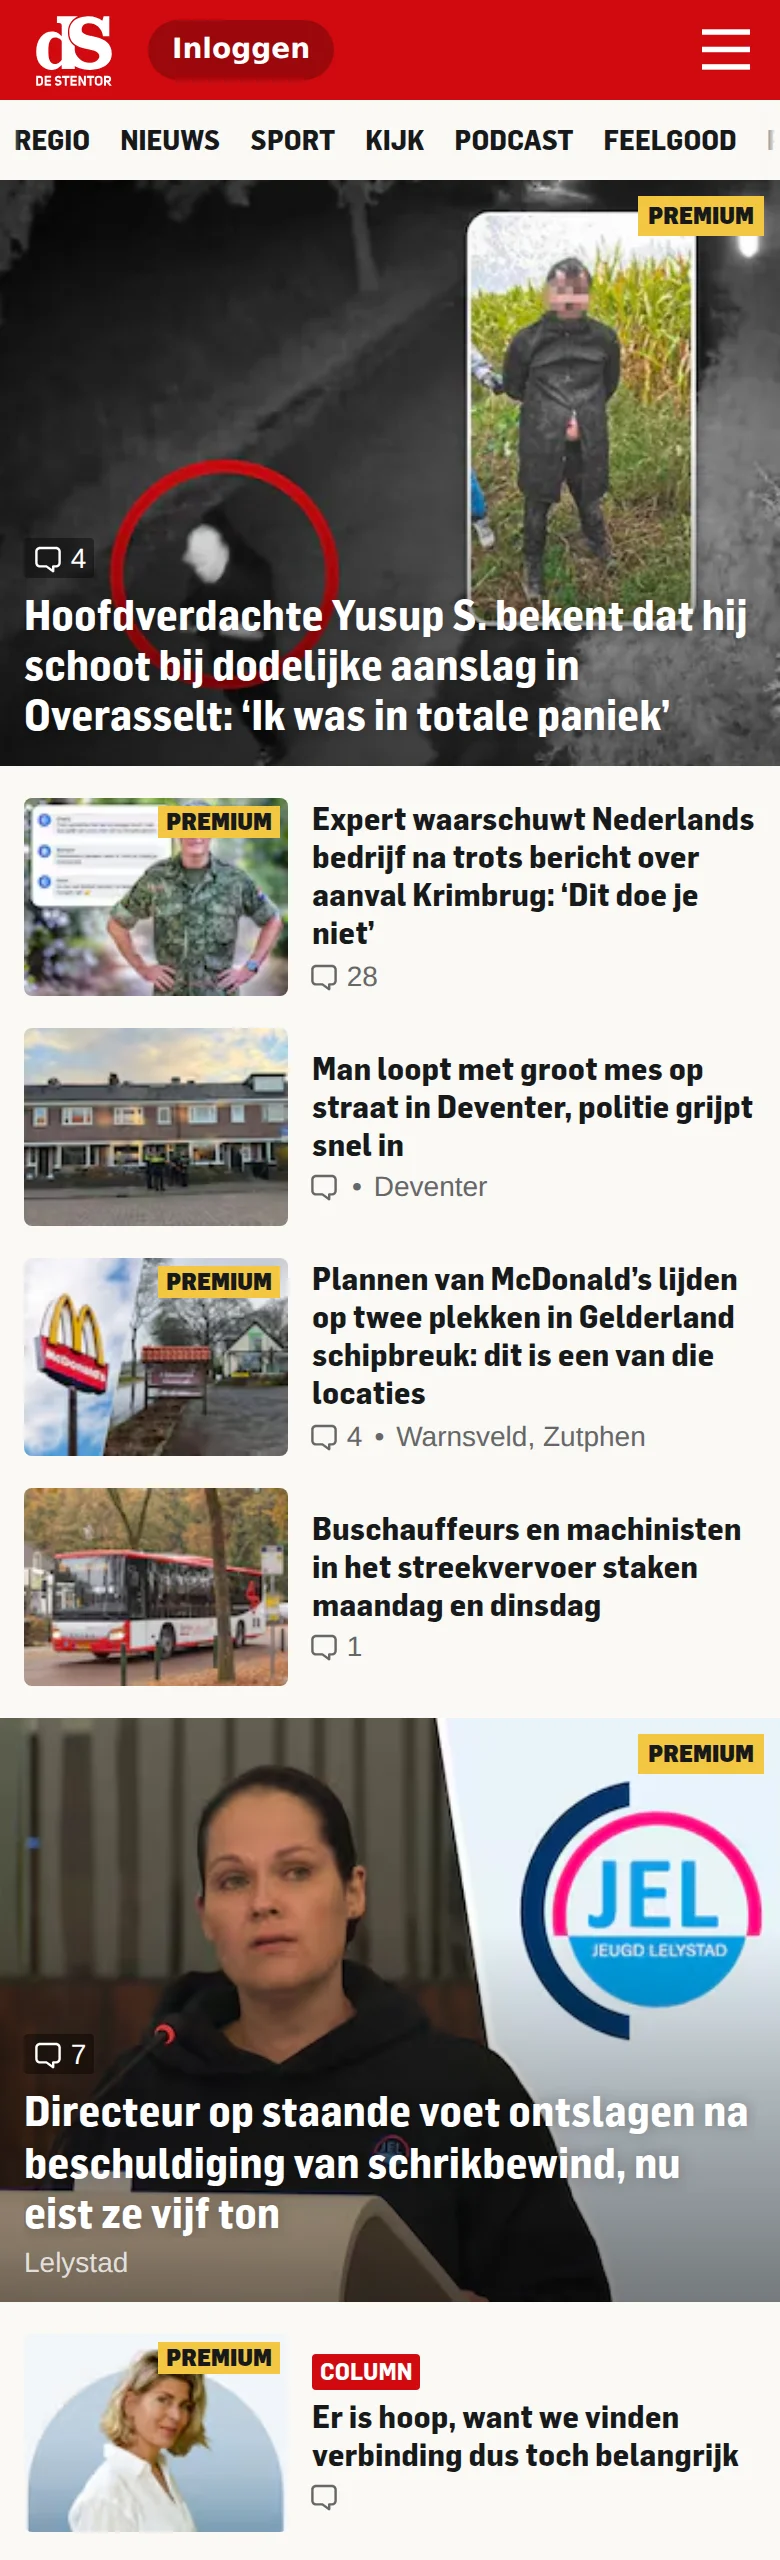 dS
DE STENTOR
Inloggen
REGIO NIEUWS SPORT KIJK PODCAST FEELGOOD
PREMIUM
4
Hoofdverdachte Yusup S. bekent dat hij
schoot bij dodelijke aanslag in
Overasselt: ‘Ik was in totale paniek’
PREMIUM
Expert waarschuwt Nederlands
bedrijf na trots bericht over
aanval Krimbrug: ‘Dit doe je
niet’
28
Man loopt met groot mes op
straat in Deventer, politie grijpt
snel in
• Deventer
PREMIUM
McDonald's
Plannen van McDonald’s lijden
op twee plekken in Gelderland
schipbreuk: dit is een van die
locaties
4 • Warnsveld, Zutphen
Buschauffeurs en machinisten
in het streekvervoer staken
maandag en dinsdag
1
PREMIUM
JEL
JEUGD LELYSTAD
7
JEL
Directeur op staande voet ontslagen na
beschuldiging van schrikbewind, nu
eist ze vijf ton
Lelystad
PREMIUM
COLUMN
Er is hoop, want we vinden
verbinding dus toch belangrijk